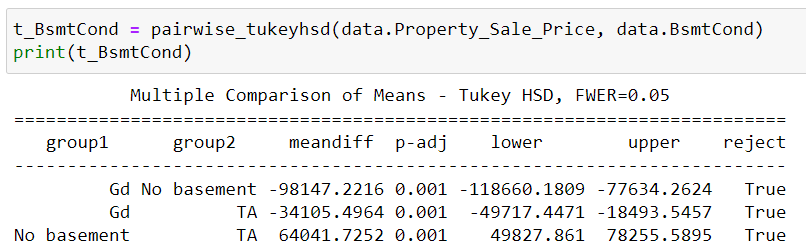 t_BsmtCond = pairwise_tukeyhsd(data.Property_Sale_Price, data.BsmtCond)
print(t_BsmtCond)
Multiple Comparison of Means - Tukey HSD, FWER=0.05
==========================================================================
group1 group2 meandiff p-adj lower upper reject
--------------------------------------------------------------------------
Gd No basement -98147.2216 0.001 -118660.1809 -77634.2624 True
Gd TA -34105.4964 0.001 -49717.4471 -18493.5457 True
No basement TA 64041.7252 0.001 49827.861 78255.5895 True